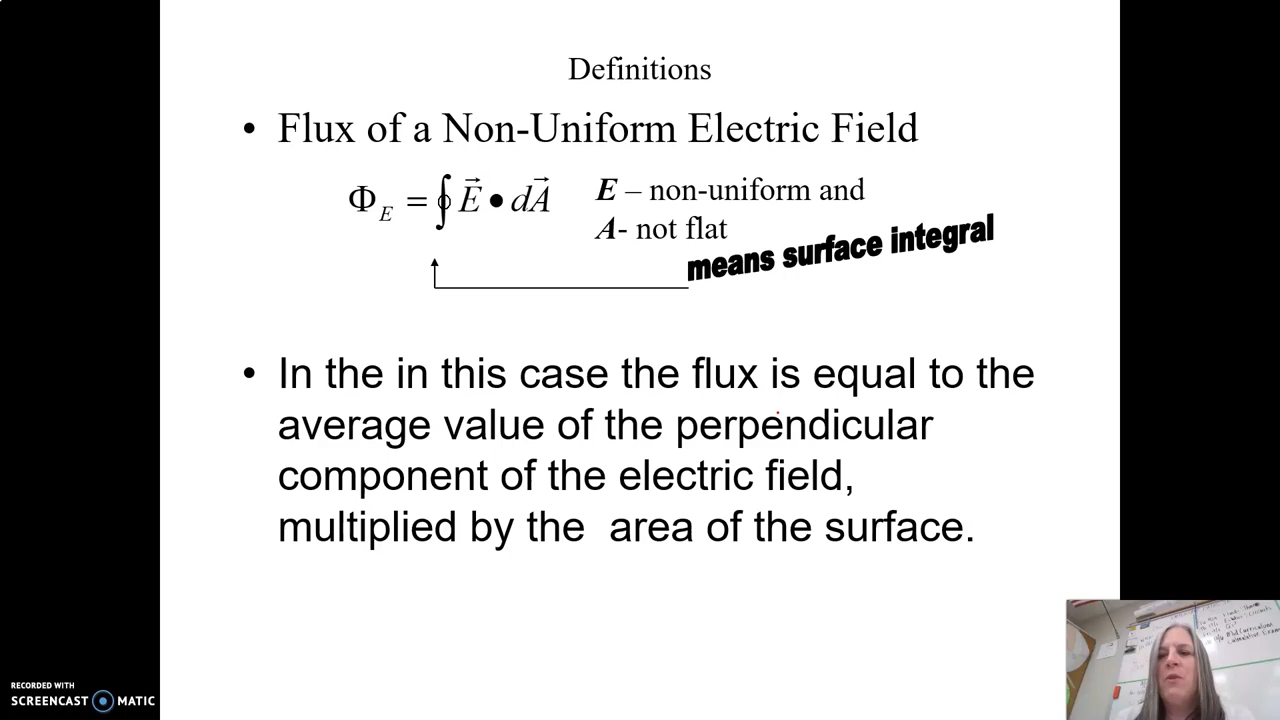 Definitions
• Flux of a Non-Uniform Electric Field
Φ_E = ∮ E⃗ • dA⃗
E – non-uniform and
A- not flat
means surface integral
• In the in this case the flux is equal to the
average value of the perpendicular
component of the electric field,
multiplied by the area of the surface.
RECORDED WITH
SCREENCAST MATIC